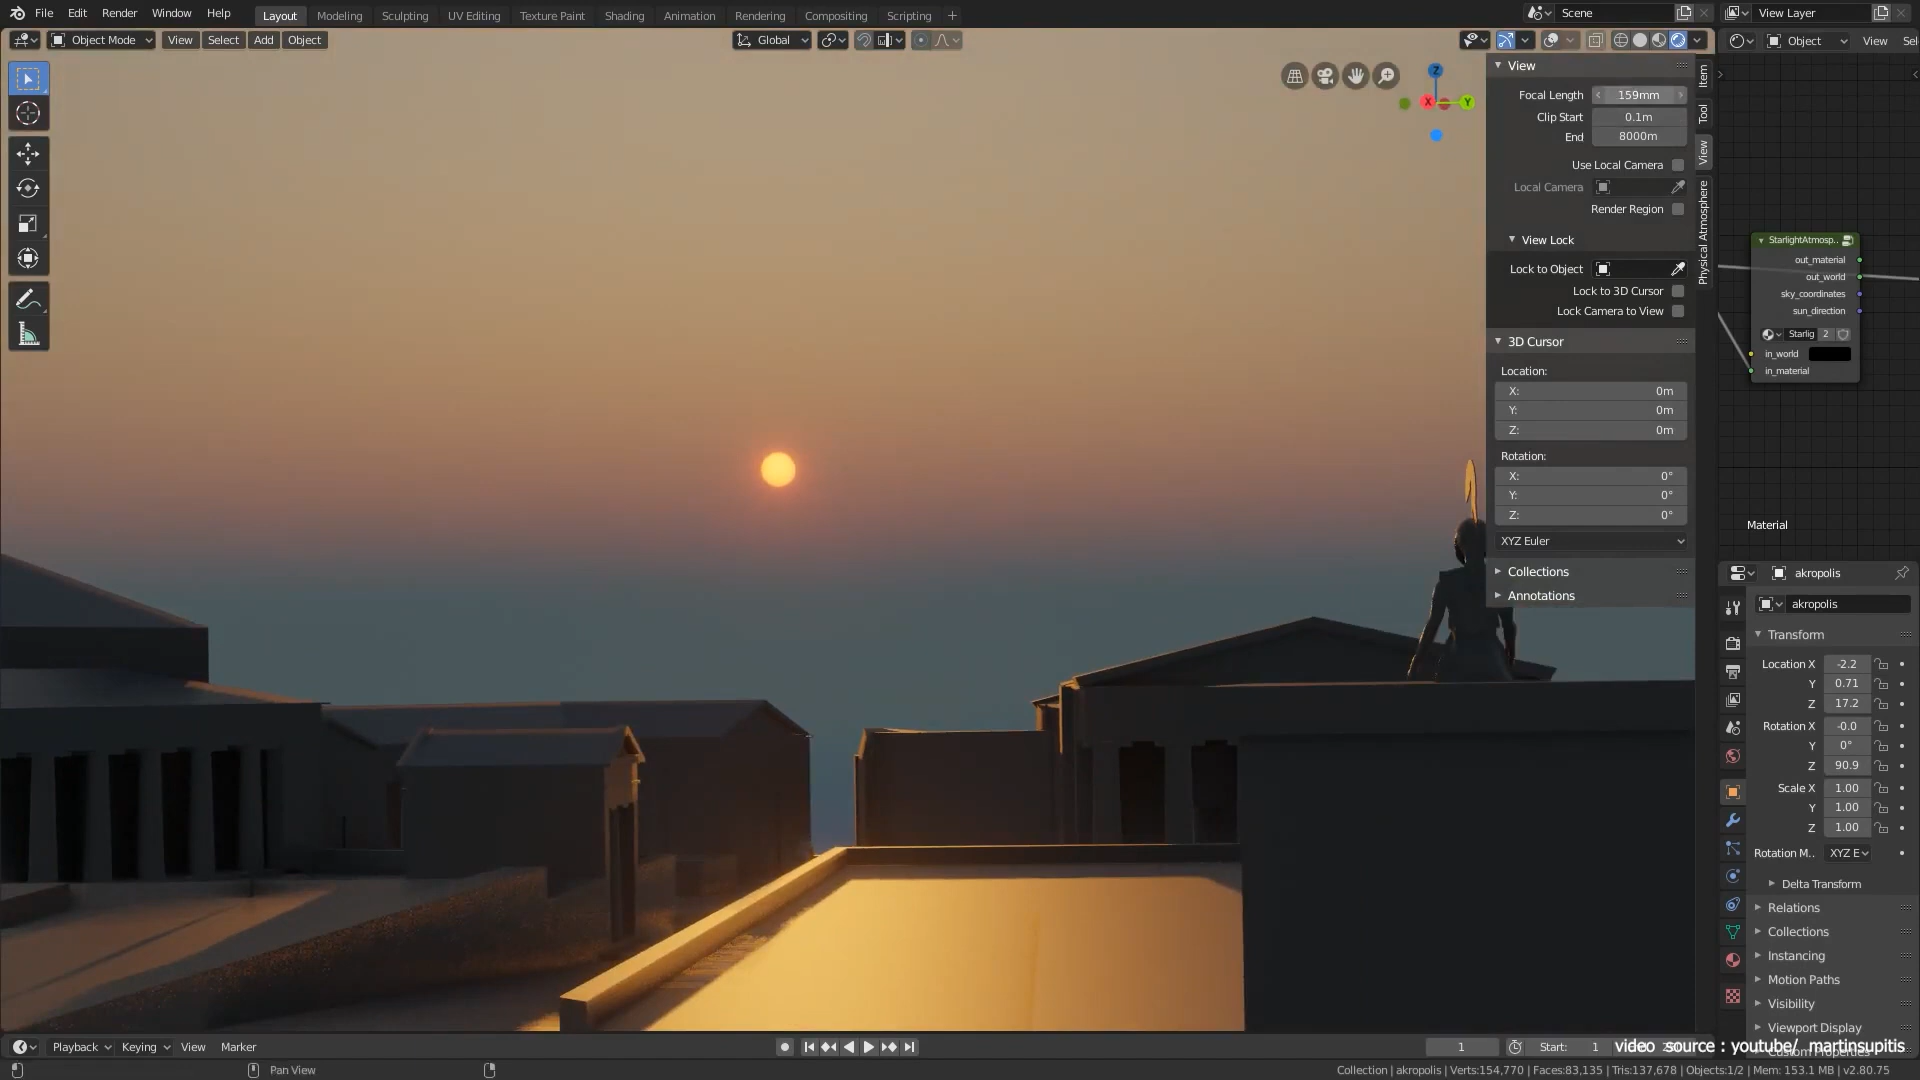 File Edit Render Window Help Layout Modeling Sculpting UV Editing Texture Paint Shading Animation Rendering Compositing Scripting + Scene View Layer
Object Mode View Select Add Object Global Object View
View
Focal Length 159mm
Clip Start 0.1m
End 8000m
Use Local Camera
Local Camera
Render Region
View Lock
Lock to Object
Lock to 3D Cursor
Lock Camera to View
3D Cursor
Location:
X: 0m
Y: 0m
Z: 0m
Rotation:
X: 0°
Y: 0°
Z: 0°
XYZ Euler
Collections
Annotations
Item
Tool
View
Physical Atmosphere
Z
X
Y
StarlightAtmosp..
out_material
out_world
sky_coordinates
sun_direction
Starlig 2
in_world
in_material
Material
akropolis
akropolis
Transform
Location X -2.2
Y 0.71
Z 17.2
Rotation X -0.0
Y 0°
Z 90.9
Scale X 1.00
Y 1.00
Z 1.00
Rotation M.. XYZ E
Delta Transform
Relations
Collections
Instancing
Motion Paths
Visibility
Viewport Display
Custom Properties
Playback Keying View Marker 1 Start: 1
video source : youtube/ martinsupitis
Pan View
Collection | akropolis | Verts:154,770 | Faces:83,135 | Tris:137,678 | Objects:1/2 | Mem: 153.1 MB | v2.80.75